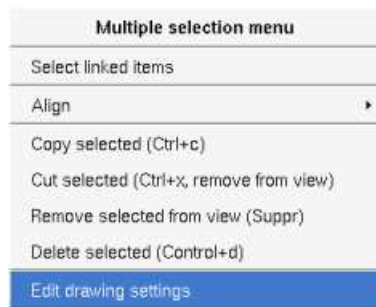 Multiple selection menu
Select linked items
Align
Copy selected (Ctrl+c)
Cut selected (Ctrl+x, remove from view)
Remove selected from view (Suppr)
Delete selected (Control+d)
Edit drawing settings